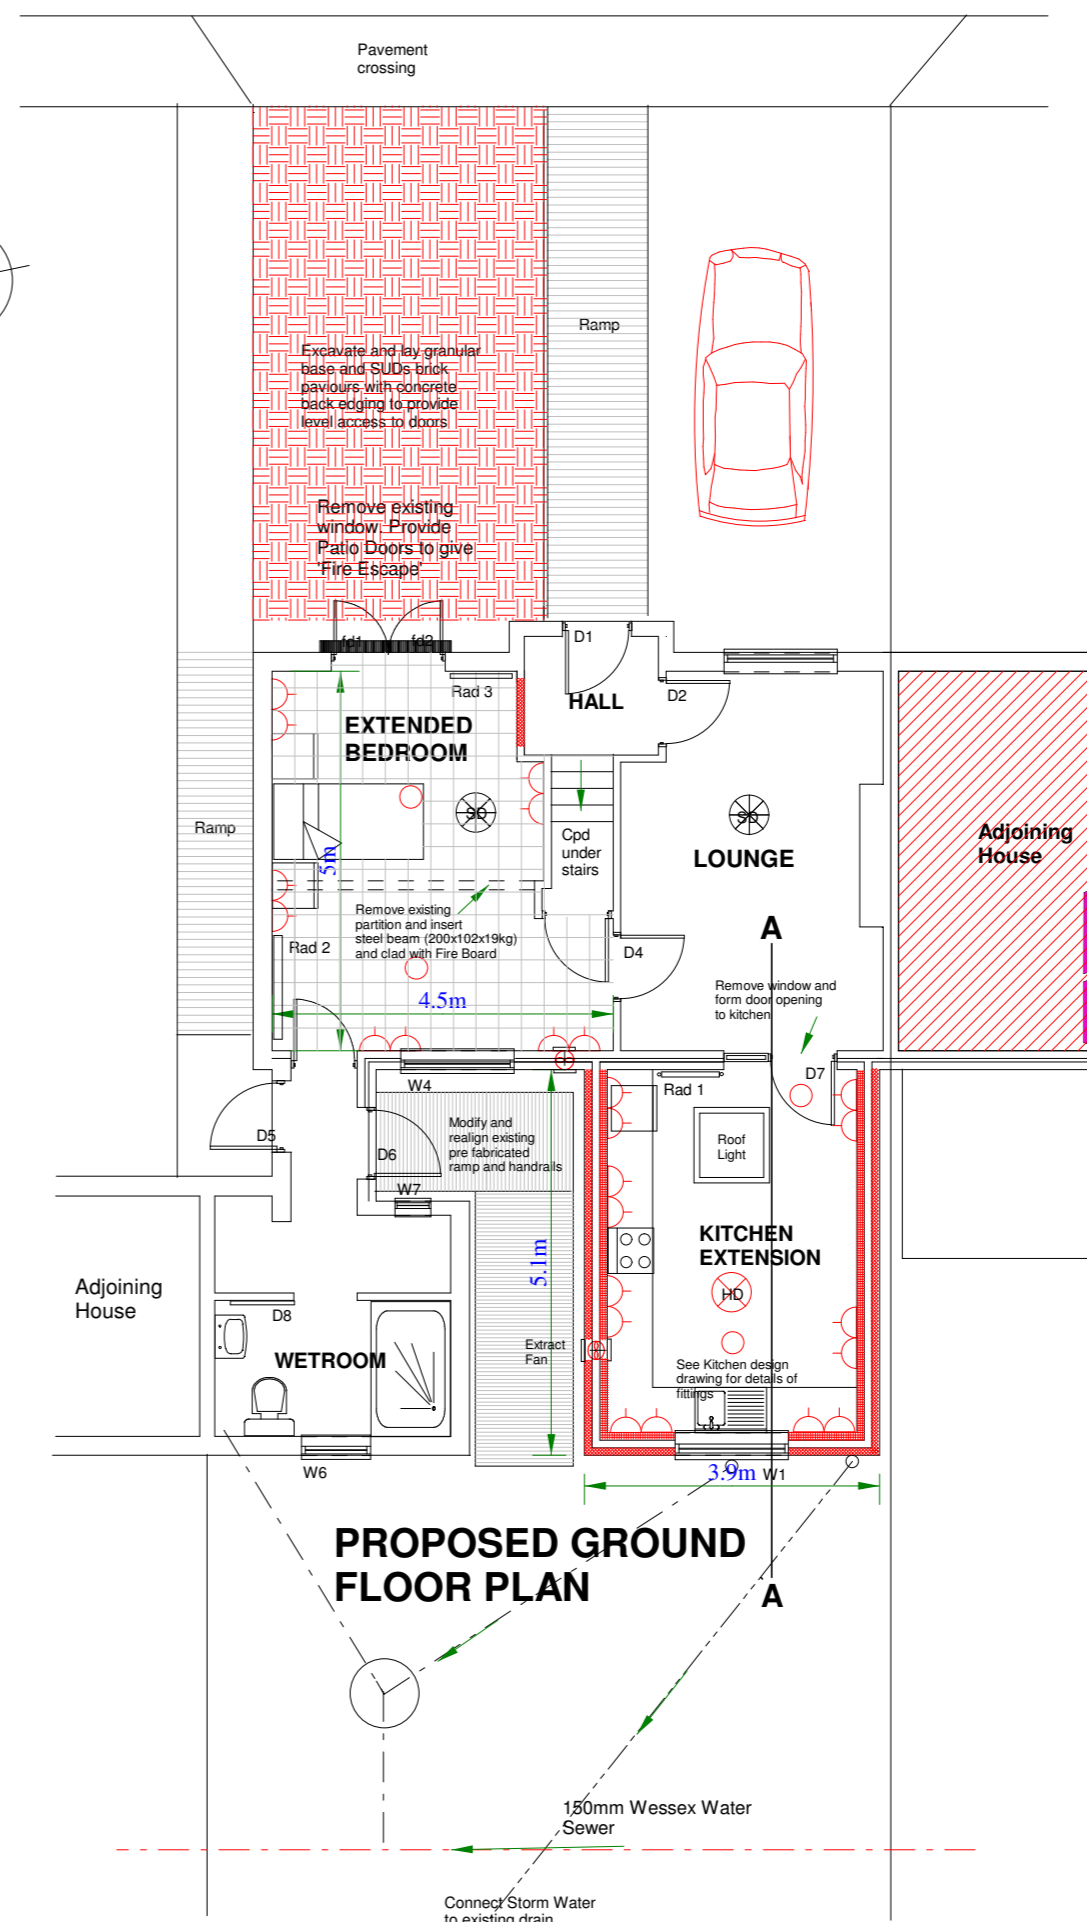 Pavement
crossing
Ramp
Excavate and lay granular
base and SUDs brick
paviours with concrete
back edging to provide
level access to doors
Remove existing
window. Provide
Patio Doors to give
'Fire Escape'
fd1
fd2
D1
Rad 3
HALL
D2
EXTENDED
BEDROOM
SD
SD
Ramp
Cpd
under
stairs
LOUNGE
Adjoining
House
5m
Remove existing
partition and insert
steel beam (200x102x19kg)
and clad with Fire Board
A
Rad 2
D4
4.5m
Remove window and
form door opening
to kitchen
W4
Rad 1
D7
D5
Modify and
realign existing
pre fabricated
ramp and handrails
D6
Roof
Light
W7
5.1m
KITCHEN
EXTENSION
Adjoining
House
HD
D8
WETROOM
Extract
Fan
See Kitchen design
drawing for details of
fittings
W6
3.9m
W1
PROPOSED GROUND
FLOOR PLAN
A
150mm Wessex Water
Sewer
Connect Storm Water
to existing drain